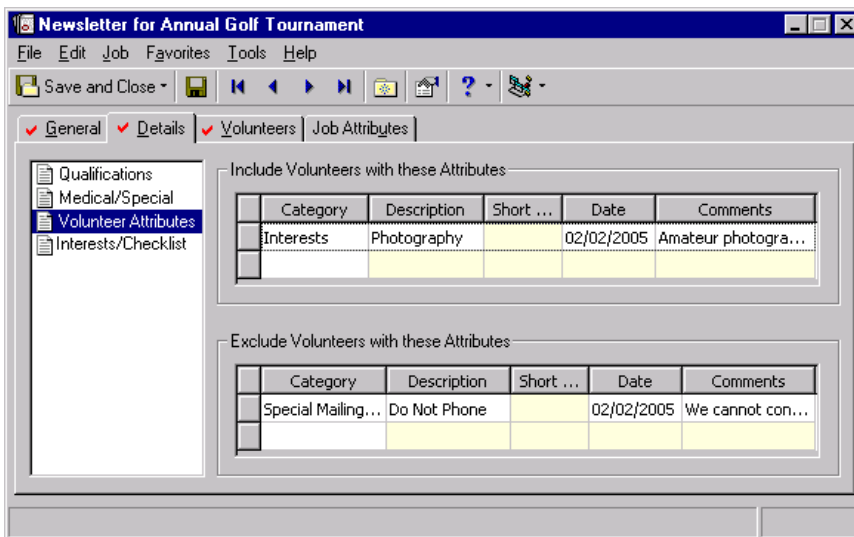 Newsletter for Annual Golf Tournament
File Edit Job Favorites Tools Help
Save and Close
General Details Volunteers Job Attributes
Qualifications
Medical/Special
Volunteer Attributes
Interests/Checklist
Include Volunteers with these Attributes
Category Description Short ... Date Comments
Interests Photography 02/02/2005 Amateur photogra...
Exclude Volunteers with these Attributes
Category Description Short ... Date Comments
Special Mailing... Do Not Phone 02/02/2005 We cannot con...